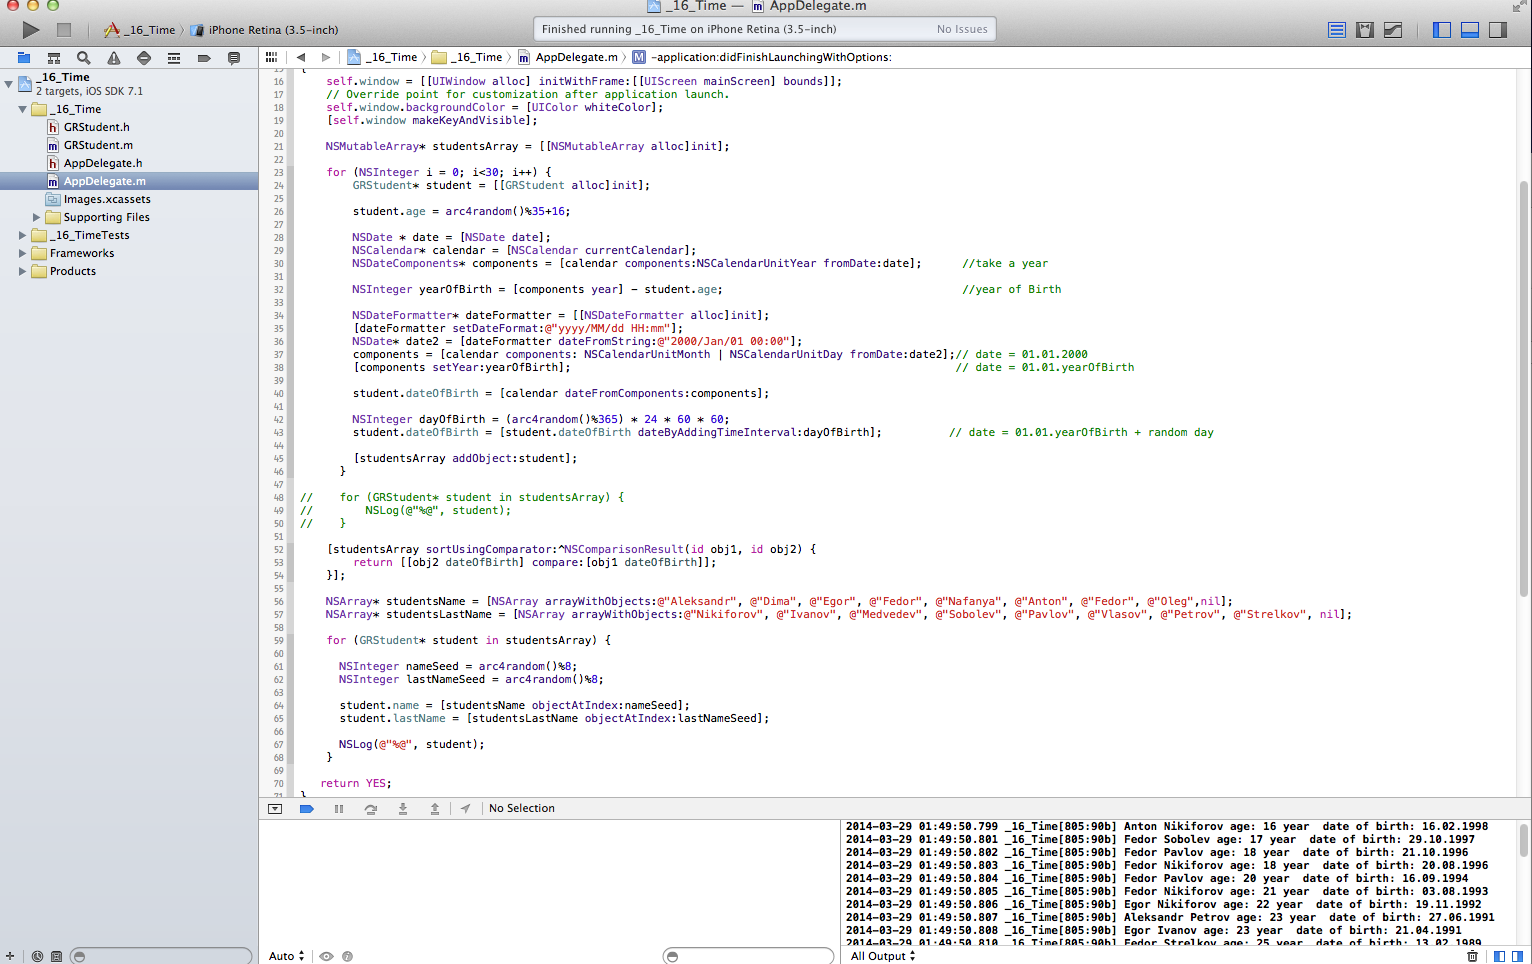 _16_Time — AppDelegate.m
_16_Time 〉 iPhone Retina (3.5-inch)
Finished running _16_Time on iPhone Retina (3.5-inch) No Issues
_16_Time 〉 _16_Time 〉 AppDelegate.m 〉 M -application:didFinishLaunchingWithOptions:
_16_Time
2 targets, iOS SDK 7.1
_16_Time
h GRStudent.h
m GRStudent.m
h AppDelegate.h
m AppDelegate.m
Images.xcassets
Supporting Files
_16_TimeTests
Frameworks
Products
15 {
16 self.window = [[UIWindow alloc] initWithFrame:[[UIScreen mainScreen] bounds]];
17 // Override point for customization after application launch.
18 self.window.backgroundColor = [UIColor whiteColor];
19 [self.window makeKeyAndVisible];
20
21 NSMutableArray* studentsArray = [[NSMutableArray alloc]init];
22
23 for (NSInteger i = 0; i<30; i++) {
24 GRStudent* student = [[GRStudent alloc]init];
25
26 student.age = arc4random()%35+16;
27
28 NSDate * date = [NSDate date];
29 NSCalendar* calendar = [NSCalendar currentCalendar];
30 NSDateComponents* components = [calendar components:NSCalendarUnitYear fromDate:date]; //take a year
31
32 NSInteger yearOfBirth = [components year] - student.age; //year of Birth
33
34 NSDateFormatter* dateFormatter = [[NSDateFormatter alloc]init];
35 [dateFormatter setDateFormat:@"yyyy/MM/dd HH:mm"];
36 NSDate* date2 = [dateFormatter dateFromString:@"2000/Jan/01 00:00"];
37 components = [calendar components: NSCalendarUnitMonth | NSCalendarUnitDay fromDate:date2];// date = 01.01.2000
38 [components setYear:yearOfBirth]; // date = 01.01.yearOfBirth
39
40 student.dateOfBirth = [calendar dateFromComponents:components];
41
42 NSInteger dayOfBirth = (arc4random()%365) * 24 * 60 * 60;
43 student.dateOfBirth = [student.dateOfBirth dateByAddingTimeInterval:dayOfBirth]; // date = 01.01.yearOfBirth + random day
44
45 [studentsArray addObject:student];
46 }
47
48 // for (GRStudent* student in studentsArray) {
49 // NSLog(@"%@", student);
50 // }
51
52 [studentsArray sortUsingComparator:^NSComparisonResult(id obj1, id obj2) {
53 return [[obj2 dateOfBirth] compare:[obj1 dateOfBirth]];
54 }];
55
56 NSArray* studentsName = [NSArray arrayWithObjects:@"Aleksandr", @"Dima", @"Egor", @"Fedor", @"Nafanya", @"Anton", @"Fedor", @"Oleg",nil];
57 NSArray* studentsLastName = [NSArray arrayWithObjects:@"Nikiforov", @"Ivanov", @"Medvedev", @"Sobolev", @"Pavlov", @"Vlasov", @"Petrov", @"Strelkov", nil];
58
59 for (GRStudent* student in studentsArray) {
60
61 NSInteger nameSeed = arc4random()%8;
62 NSInteger lastNameSeed = arc4random()%8;
63
64 student.name = [studentsName objectAtIndex:nameSeed];
65 student.lastName = [studentsLastName objectAtIndex:lastNameSeed];
66
67 NSLog(@"%@", student);
68 }
69
70 return YES;
71 }
No Selection
2014-03-29 01:49:50.799 _16_Time[805:90b] Anton Nikiforov age: 16 year date of birth: 16.02.1998
2014-03-29 01:49:50.801 _16_Time[805:90b] Fedor Sobolev age: 17 year date of birth: 29.10.1997
2014-03-29 01:49:50.802 _16_Time[805:90b] Fedor Pavlov age: 18 year date of birth: 21.10.1996
2014-03-29 01:49:50.803 _16_Time[805:90b] Fedor Nikiforov age: 18 year date of birth: 20.08.1996
2014-03-29 01:49:50.804 _16_Time[805:90b] Fedor Pavlov age: 20 year date of birth: 16.09.1994
2014-03-29 01:49:50.805 _16_Time[805:90b] Fedor Nikiforov age: 21 year date of birth: 03.08.1993
2014-03-29 01:49:50.806 _16_Time[805:90b] Egor Nikiforov age: 22 year date of birth: 19.11.1992
2014-03-29 01:49:50.807 _16_Time[805:90b] Aleksandr Petrov age: 23 year date of birth: 27.06.1991
2014-03-29 01:49:50.808 _16_Time[805:90b] Egor Ivanov age: 23 year date of birth: 21.04.1991
2014-03-29 01:49:50.810 _16_Time[805:90b] Fedor Strelkov age: 25 year date of birth: 13.02.1989
Auto
All Output